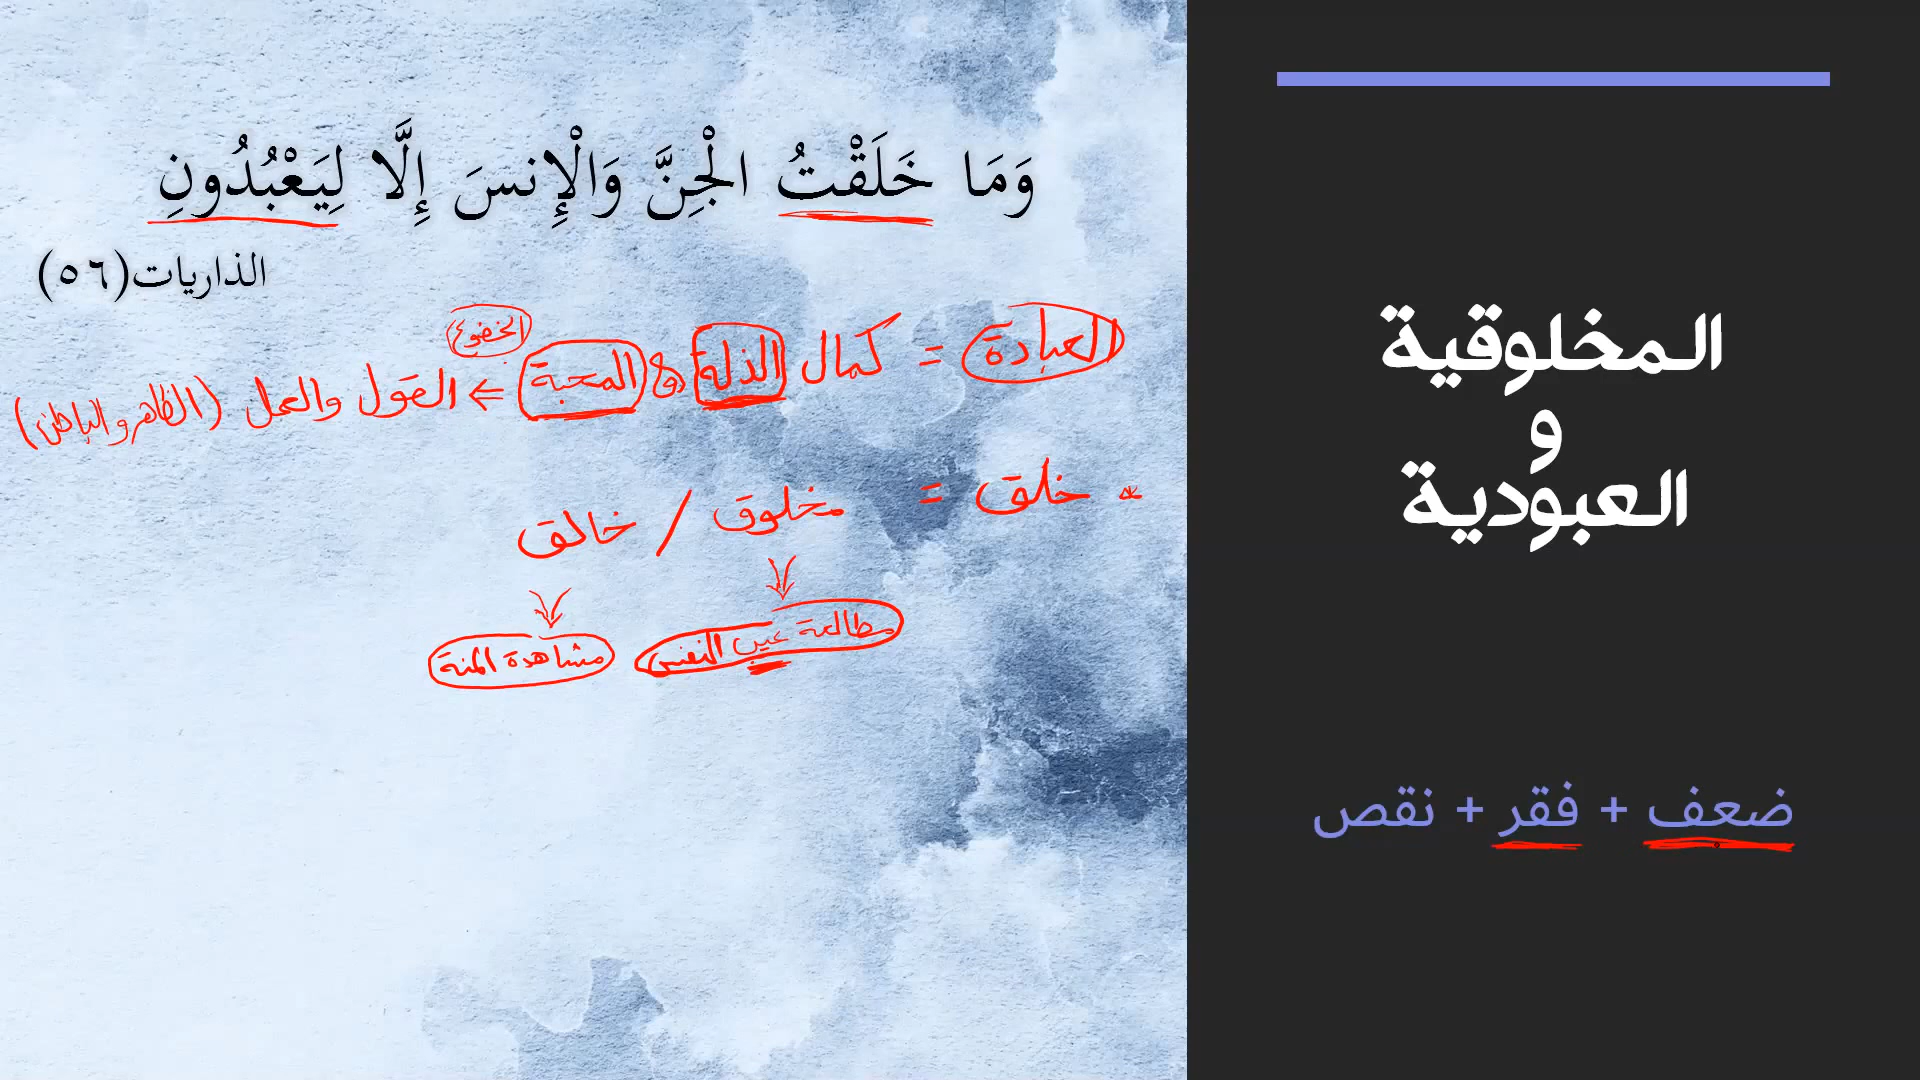 وَمَا خَلَقْتُ الْجِنَّ وَالْإِنسَ إِلَّا لِيَعْبُدُونِ
الذاريات(٥٦)
الخضوع
العبادة = كمال الذلة & المحبة ← القول والعمل (الظاهر والباطن)
* خلق = مخلوق / خالق
مطالعة عيب النفس
مشاهدة المنة
المخلوقية
و
العبودية
ضعف + فقر + نقص